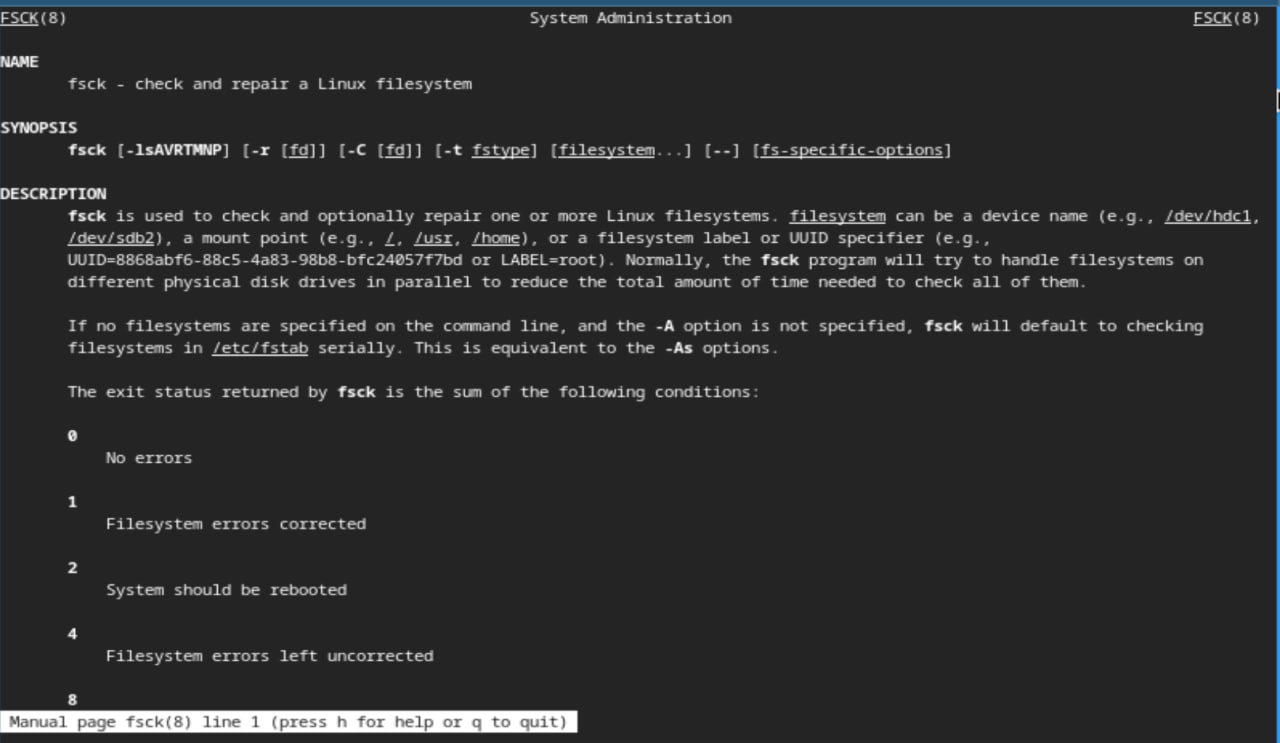 FSCK(8) System Administration FSCK(8)
NAME
fsck - check and repair a Linux filesystem
SYNOPSIS
fsck [-lsAVRTMNP] [-r [fd]] [-C [fd]] [-t fstype] [filesystem...] [--] [fs-specific-options]
DESCRIPTION
fsck is used to check and optionally repair one or more Linux filesystems. filesystem can be a device name (e.g., /dev/hdc1,
/dev/sdb2), a mount point (e.g., /, /usr, /home), or a filesystem label or UUID specifier (e.g.,
UUID=8868abf6-88c5-4a83-98b8-bfc24057f7bd or LABEL=root). Normally, the fsck program will try to handle filesystems on
different physical disk drives in parallel to reduce the total amount of time needed to check all of them.
If no filesystems are specified on the command line, and the -A option is not specified, fsck will default to checking
filesystems in /etc/fstab serially. This is equivalent to the -As options.
The exit status returned by fsck is the sum of the following conditions:
0
No errors
1
Filesystem errors corrected
2
System should be rebooted
4
Filesystem errors left uncorrected
8
Manual page fsck(8) line 1 (press h for help or q to quit)